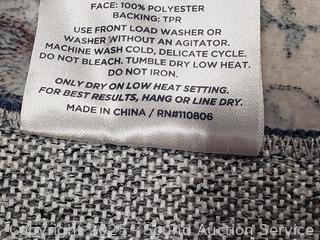 FACE: 100% POLYESTER
BACKING: TPR
USE FRONT LOAD WASHER OR
WASHER WITHOUT AN AGITATOR.
MACHINE WASH COLD, DELICATE CYCLE.
DO NOT BLEACH. TUMBLE DRY LOW HEAT.
DO NOT IRON.
ONLY DRY ON LOW HEAT SETTING.
FOR BEST RESULTS, HANG OR LINE DRY.
MADE IN CHINA / RN#110806
Copyright 2025 - Sound Auction Service